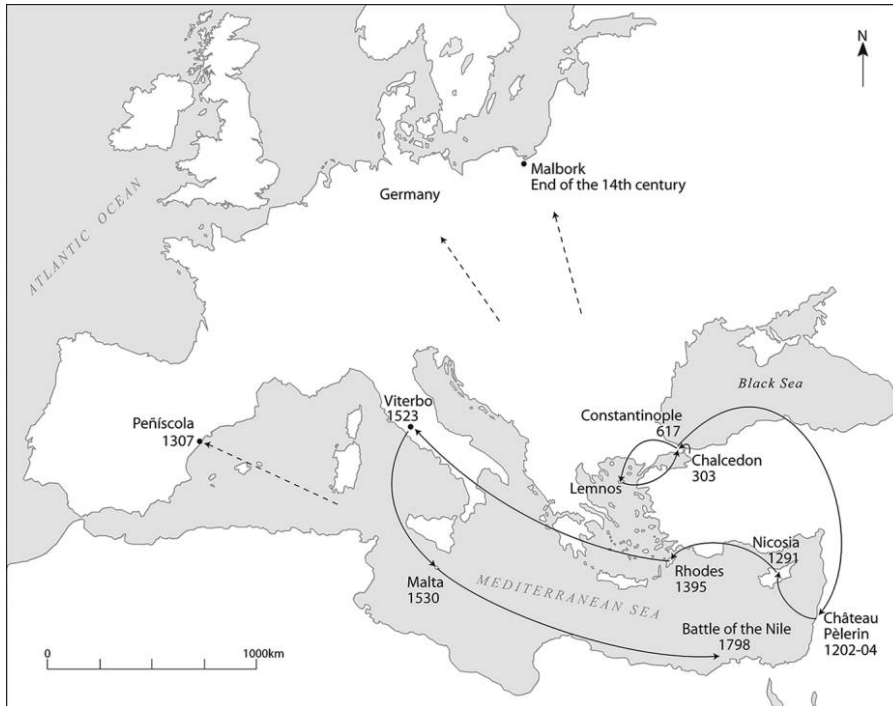 N
Malbork
End of the 14th century
Germany
ATLANTIC OCEAN
Black Sea
Viterbo
1523
Constantinople
617
Peñíscola
1307
Chalcedon
303
Lemnos
Nicosia
1291
Rhodes
1395
Malta
1530
MEDITERRANEAN SEA
Château
Pèlerin
1202-04
Battle of the Nile
1798
0
1000km